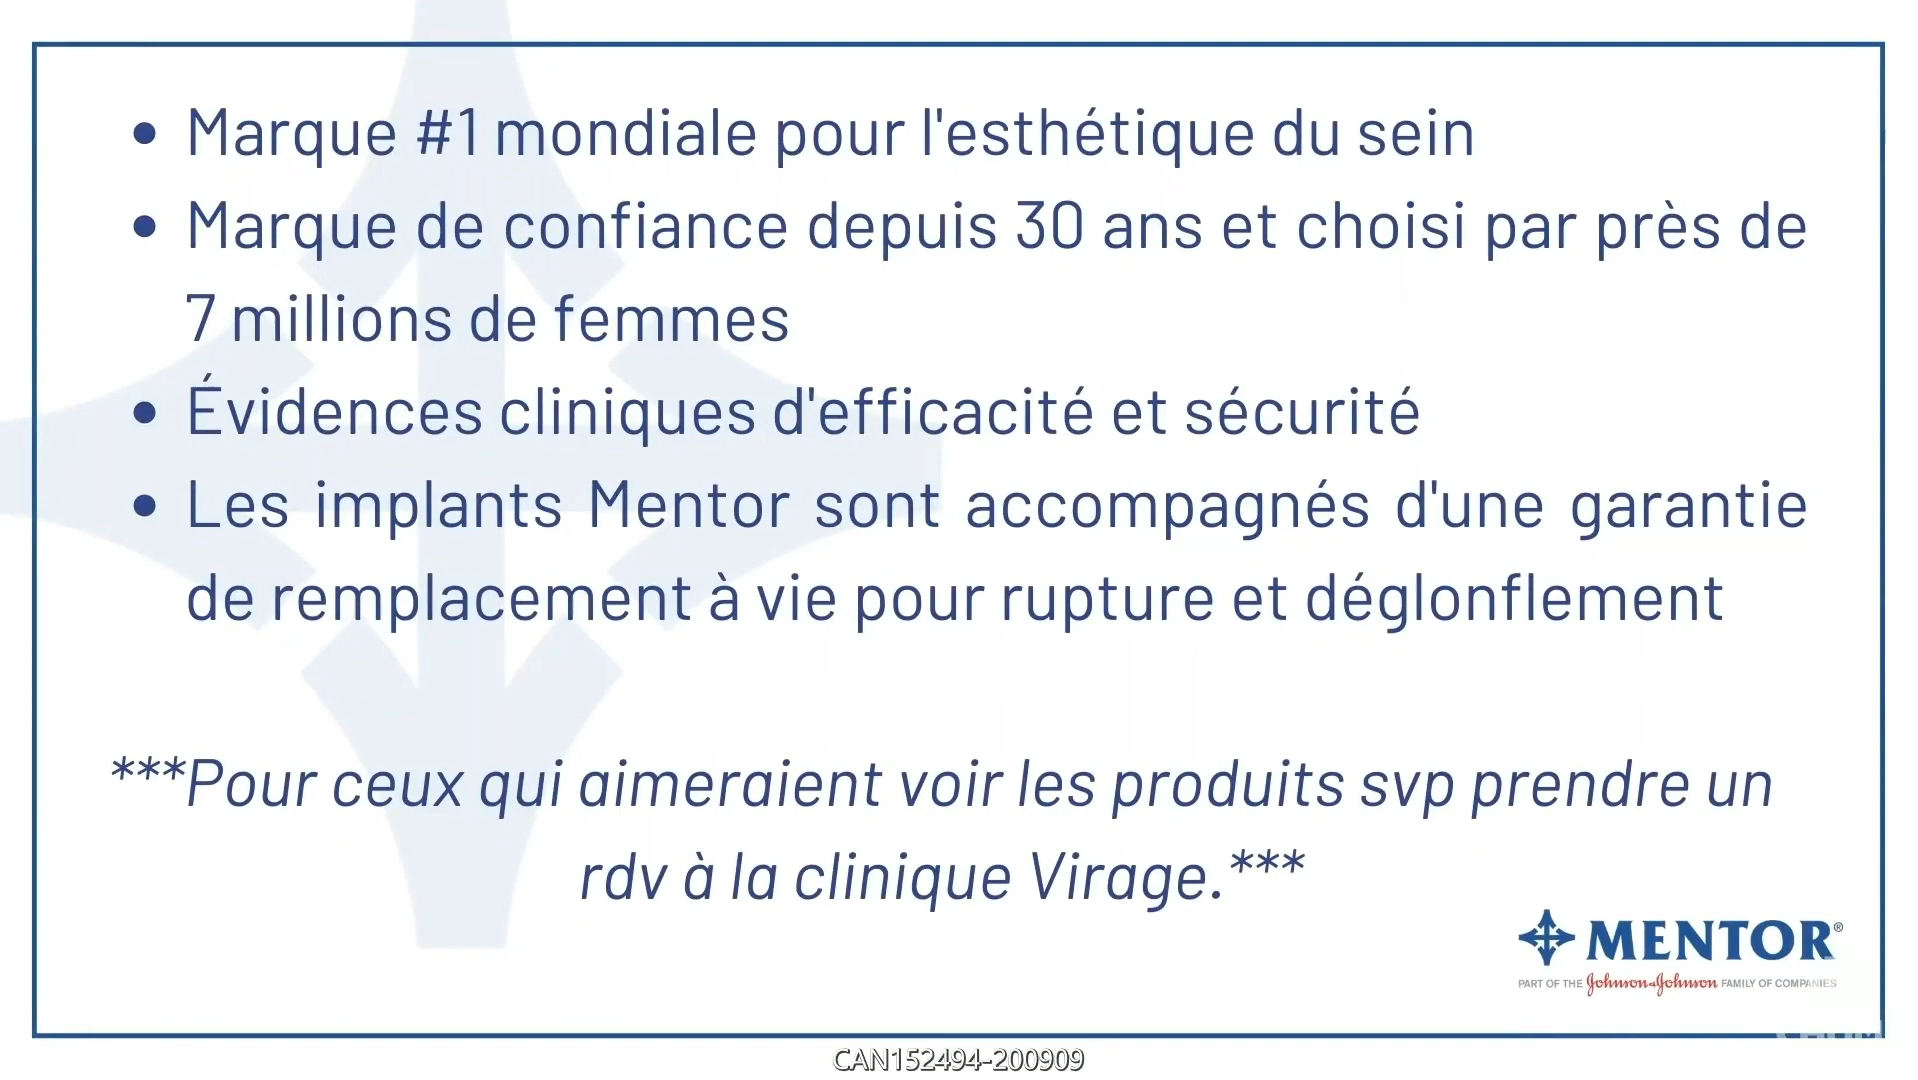 • Marque #1 mondiale pour l'esthétique du sein
• Marque de confiance depuis 30 ans et choisi par près de
7 millions de femmes
• Évidences cliniques d'efficacité et sécurité
• Les implants Mentor sont accompagnés d'une garantie
de remplacement à vie pour rupture et déglonflement
***Pour ceux qui aimeraient voir les produits svp prendre un
rdv à la clinique Virage.***
MENTOR®
PART OF THE Johnson & Johnson FAMILY OF COMPANIES
CAN152494-200909